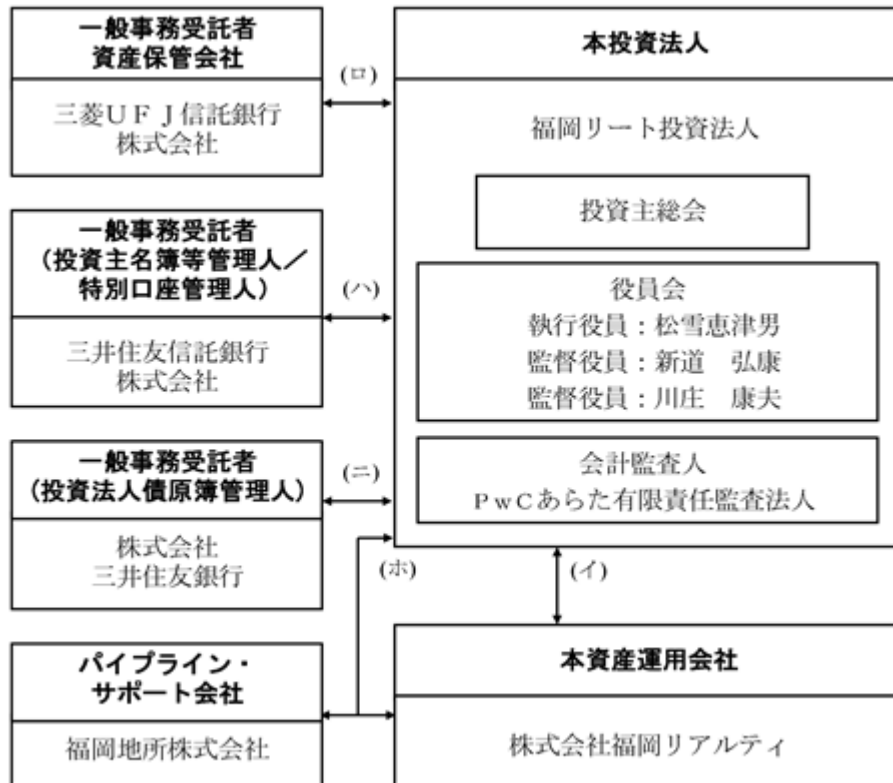 一般事務受託者
資産保管会社
三菱UFJ信託銀行
株式会社
(ロ)
一般事務受託者
(投資主名簿等管理人/
特別口座管理人)
三井住友信託銀行
株式会社
(ハ)
一般事務受託者
(投資法人債原簿管理人)
株式会社
三井住友銀行
(ニ)
パイプライン・
サポート会社
福岡地所株式会社
(ホ)
本投資法人
福岡リート投資法人
投資主総会
役員会
執行役員:松雪恵津男
監督役員:新道 弘康
監督役員:川庄 康夫
会計監査人
PwCあらた有限責任監査法人
(イ)
本資産運用会社
株式会社福岡リアルティ